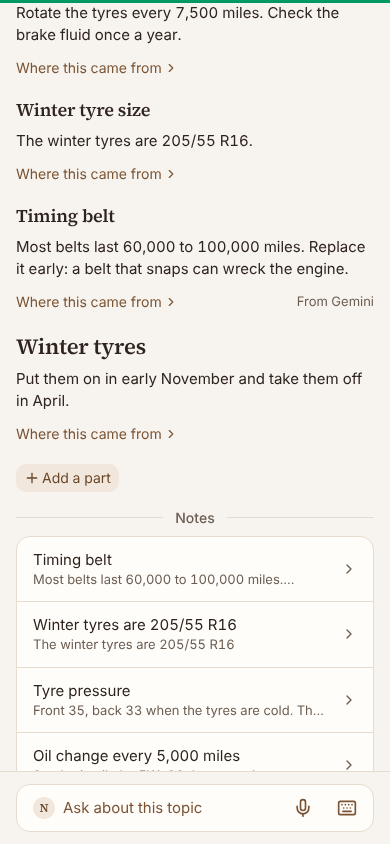 Rotate the tyres every 7,500 miles. Check the
brake fluid once a year.
Where this came from
Winter tyre size
The winter tyres are 205/55 R16.
Where this came from
Timing belt
Most belts last 60,000 to 100,000 miles. Replace
it early: a belt that snaps can wreck the engine.
Where this came from
From Gemini
Winter tyres
Put them on in early November and take them off
in April.
Where this came from
+ Add a part
Notes
Timing belt
Most belts last 60,000 to 100,000 miles....
Winter tyres are 205/55 R16
The winter tyres are 205/55 R16
Tyre pressure
Front 35, back 33 when the tyres are cold. Th...
Oil change every 5,000 miles
N
Ask about this topic